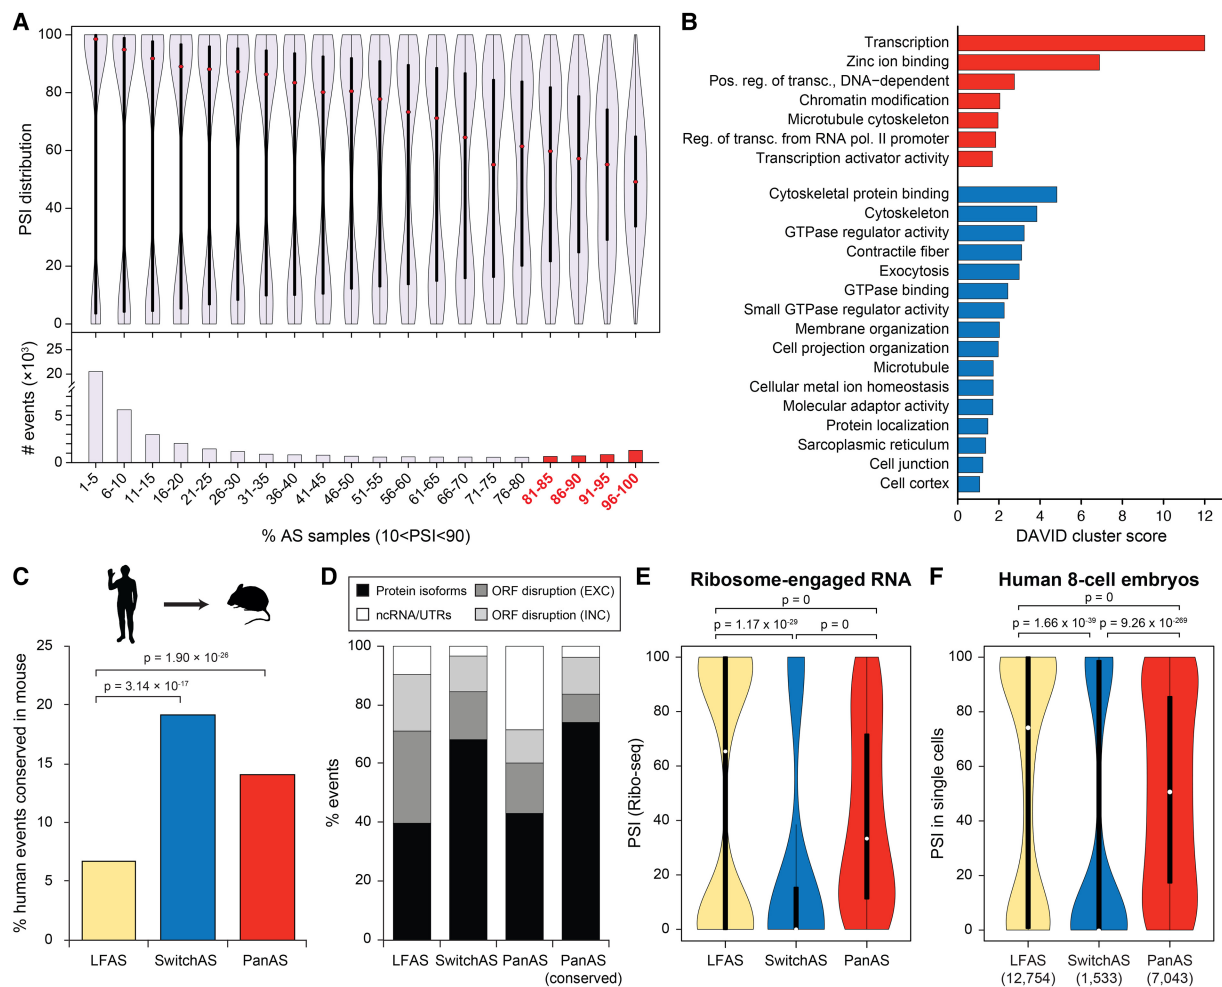 A
PSI distribution
100
80
60
40
20
0
# events (×10³)
25
20
5
0
1-5
6-10
11-15
16-20
21-25
26-30
31-35
36-40
41-45
46-50
51-55
56-60
61-65
66-70
71-75
76-80
81-85
86-90
91-95
96-100
% AS samples (10<PSI<90)
B
Transcription
Zinc ion binding
Pos. reg. of transc., DNA−dependent
Chromatin modification
Microtubule cytoskeleton
Reg. of transc. from RNA pol. II promoter
Transcription activator activity
Cytoskeletal protein binding
Cytoskeleton
GTPase regulator activity
Contractile fiber
Exocytosis
GTPase binding
Small GTPase regulator activity
Membrane organization
Cell projection organization
Microtubule
Cellular metal ion homeostasis
Molecular adaptor activity
Protein localization
Sarcoplasmic reticulum
Cell junction
Cell cortex
0 2 4 6 8 10 12
DAVID cluster score
C
% human events conserved in mouse
25
20
15
10
5
0
p = 1.90 × 10⁻²⁶
p = 3.14 × 10⁻¹⁷
LFAS SwitchAS PanAS
D
Protein isoforms
ncRNA/UTRs
ORF disruption (EXC)
ORF disruption (INC)
% events
100
80
60
40
20
0
LFAS SwitchAS PanAS PanAS
(conserved)
E
Ribosome-engaged RNA
p = 0
p = 1.17 x 10⁻²⁹
p = 0
PSI (Ribo-seq)
100
80
60
40
20
0
LFAS SwitchAS PanAS
F
Human 8-cell embryos
p = 0
p = 1.66 x 10⁻³⁹
p = 9.26 x 10⁻²⁶⁹
PSI in single cells
100
80
60
40
20
0
LFAS SwitchAS PanAS
(12,754) (1,533) (7,043)